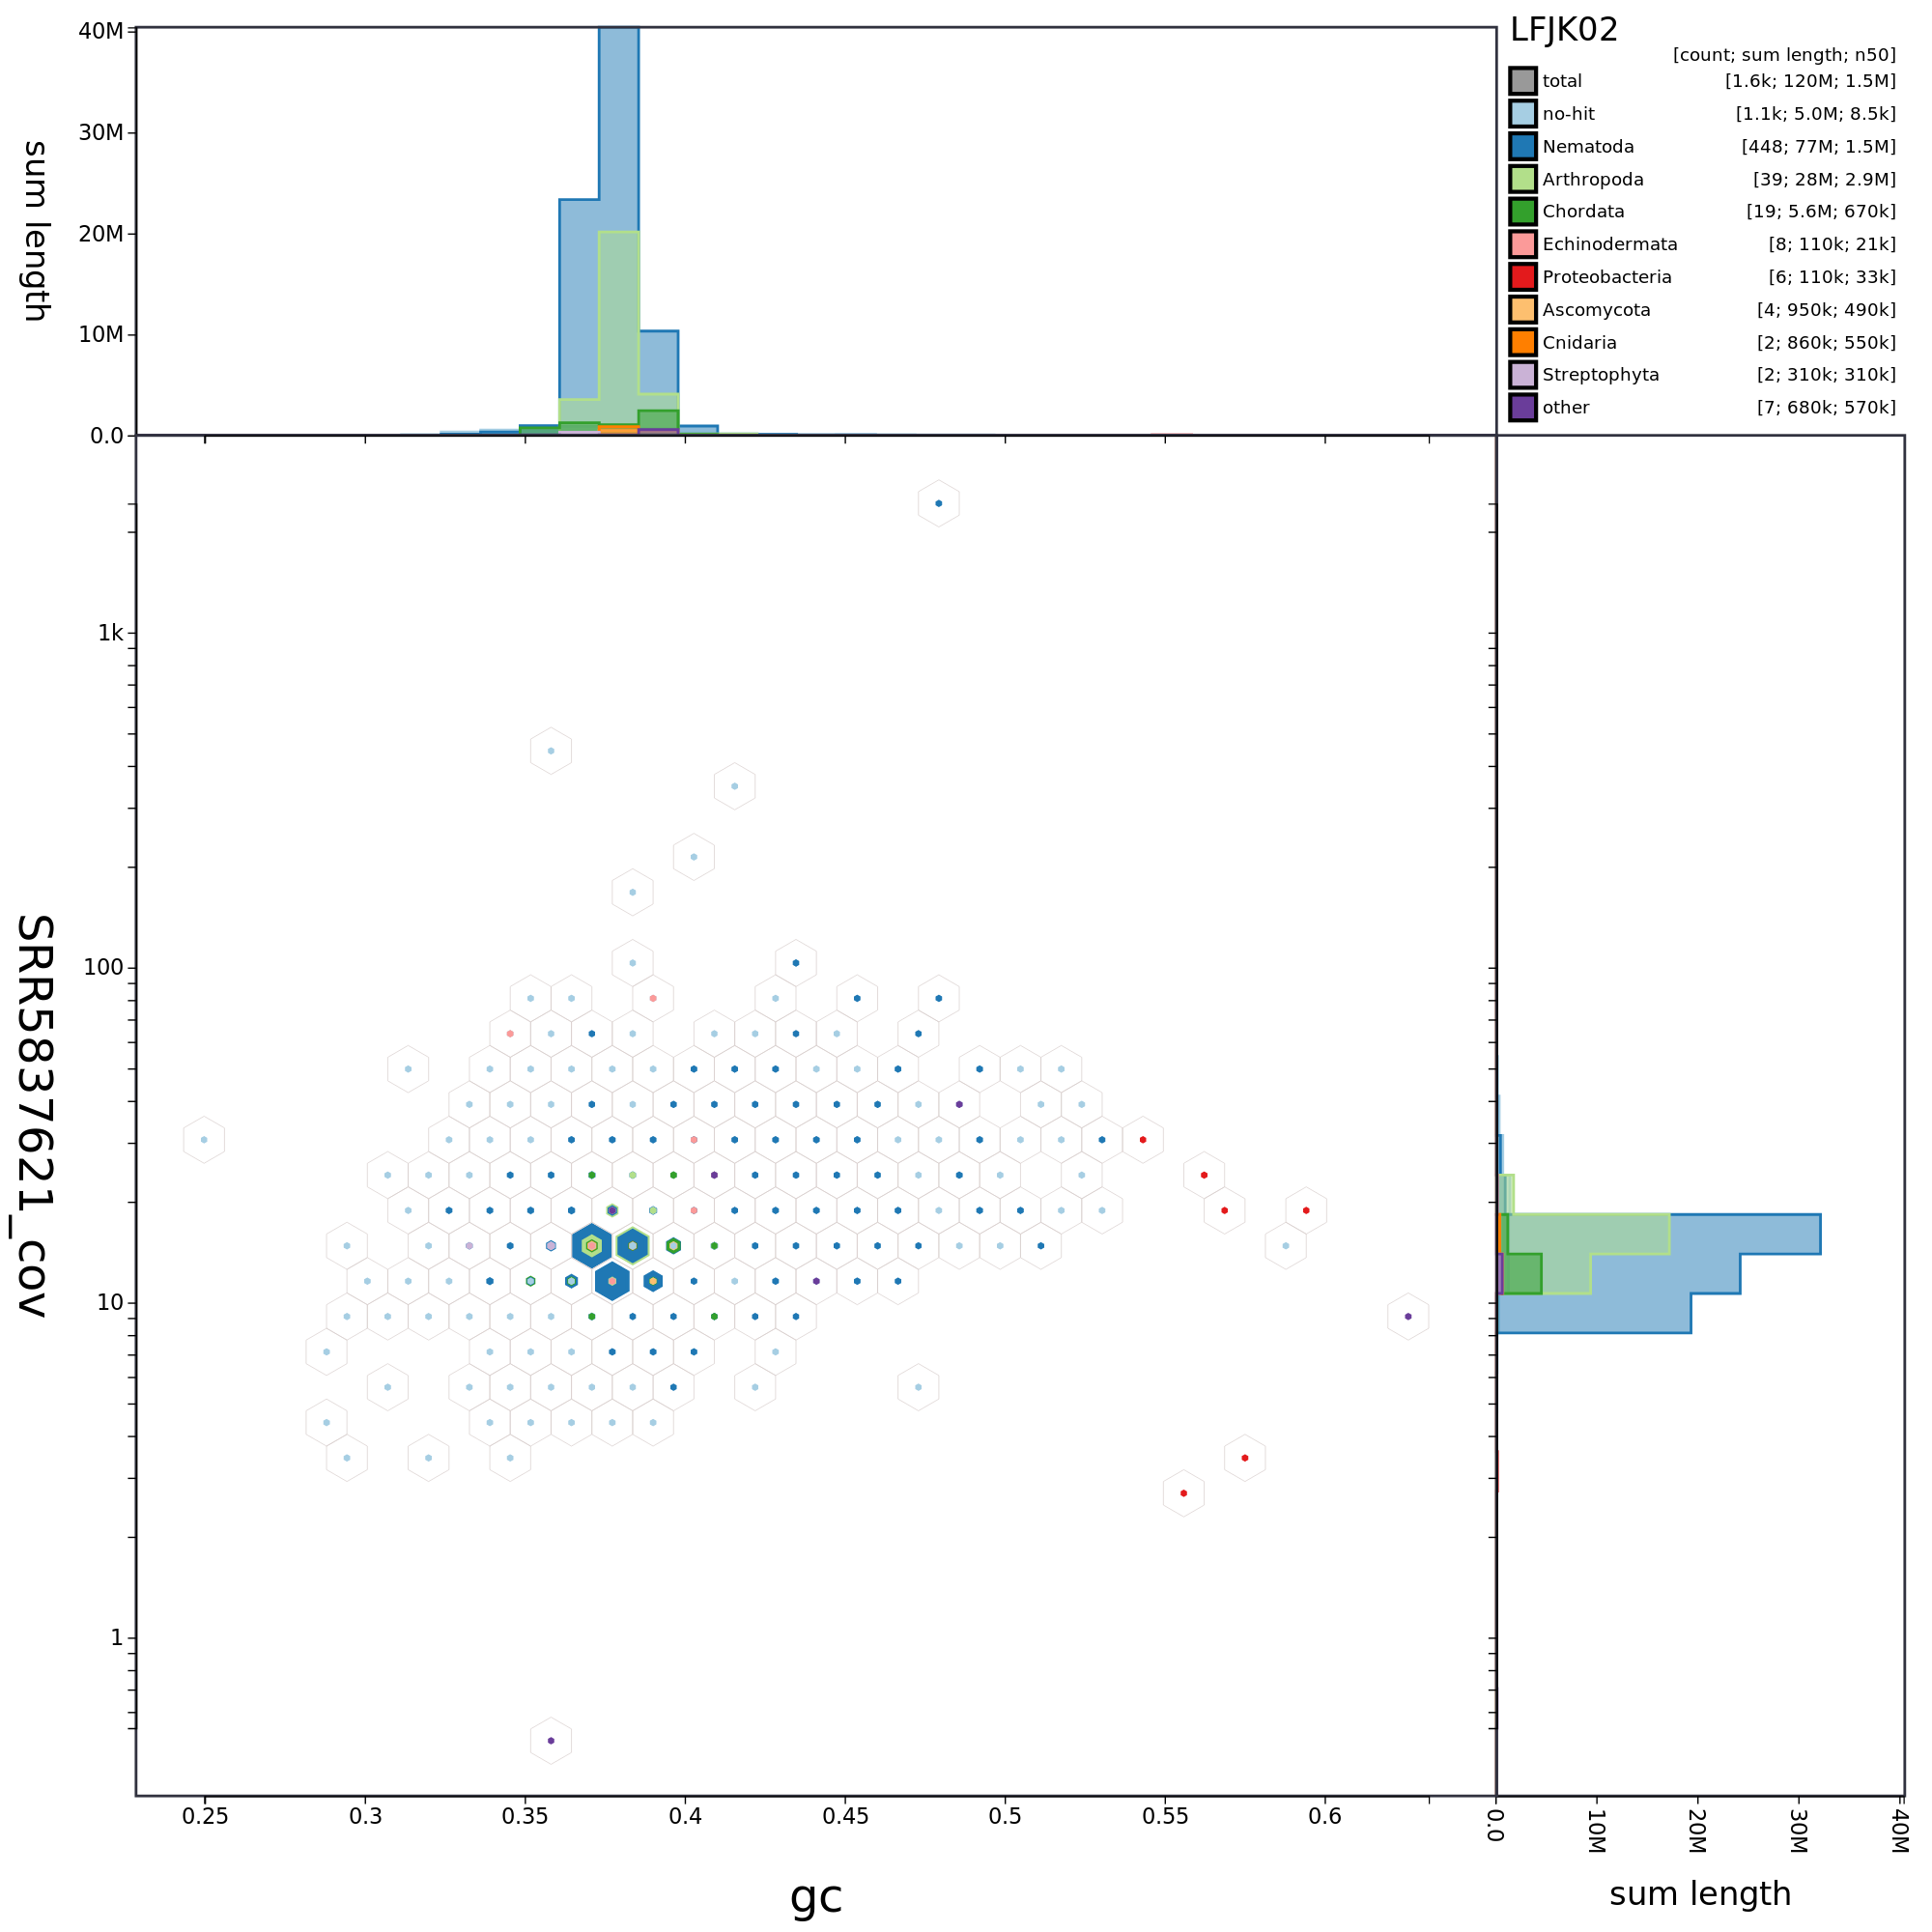 LFJK02
[count; sum length; n50]
total [1.6k; 120M; 1.5M]
no-hit [1.1k; 5.0M; 8.5k]
Nematoda [448; 77M; 1.5M]
Arthropoda [39; 28M; 2.9M]
Chordata [19; 5.6M; 670k]
Echinodermata [8; 110k; 21k]
Proteobacteria [6; 110k; 33k]
Ascomycota [4; 950k; 490k]
Cnidaria [2; 860k; 550k]
Streptophyta [2; 310k; 310k]
other [7; 680k; 570k]
sum length
40M
30M
20M
10M
0.0
SRR5837621_cov
1k
100
10
1
0.25 0.3 0.35 0.4 0.45 0.5 0.55 0.6
gc
0.0 10M 20M 30M 40M
sum length